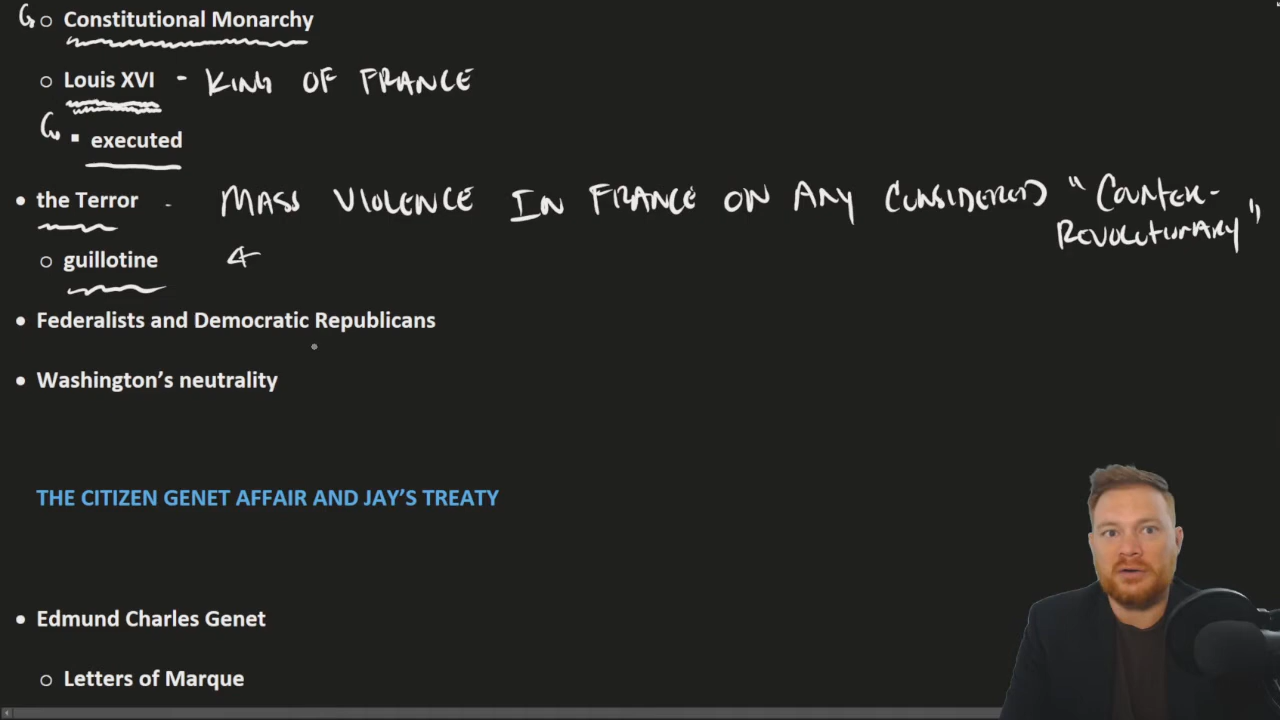 Constitutional Monarchy
Louis XVI - KING OF FRANCE
executed
the Terror - MASS VIOLENCE IN FRANCE ON ANY CONSIDERED "COUNTER-
REVOLUTIONARY"
guillotine
Federalists and Democratic Republicans
Washington's neutrality
THE CITIZEN GENET AFFAIR AND JAY'S TREATY
Edmund Charles Genet
Letters of Marque